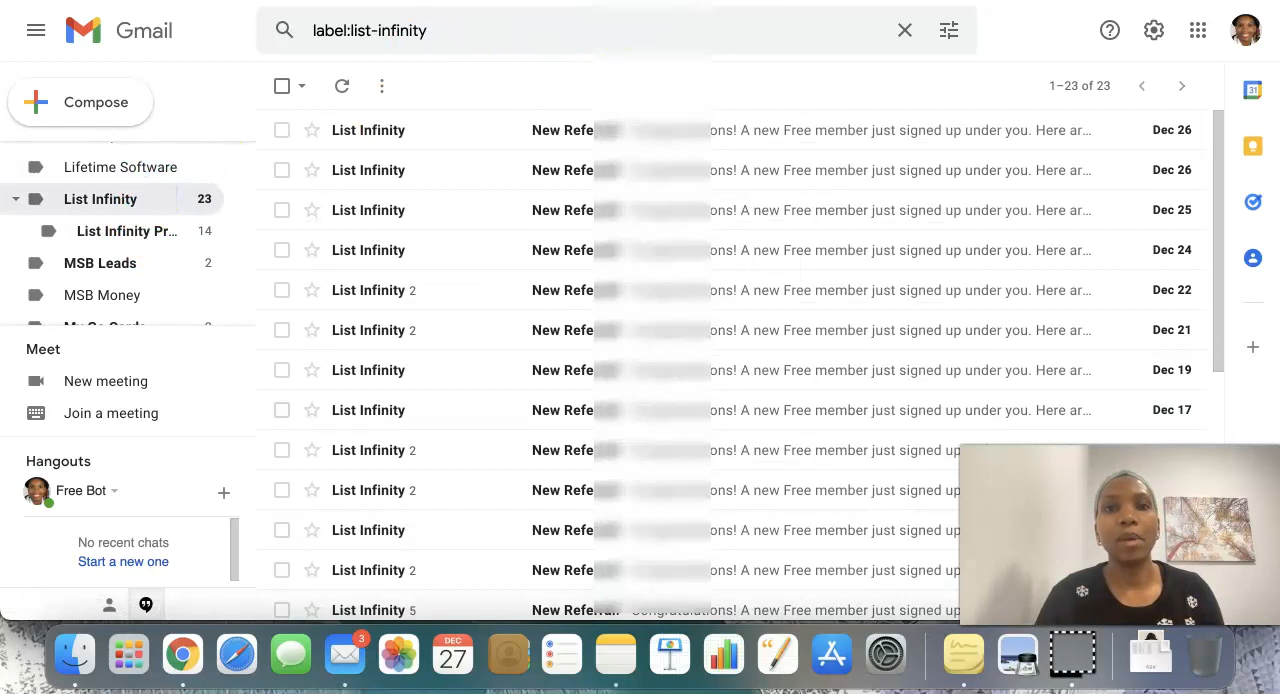 Gmail
label:list-infinity
Compose
1–23 of 23
Lifetime Software
List Infinity 23
List Infinity Pr... 14
MSB Leads 2
MSB Money
Meet
New meeting
Join a meeting
Hangouts
Free Bot
No recent chats
Start a new one
List Infinity New Refe ons! A new Free member just signed up under you. Here ar... Dec 26
List Infinity New Refe ons! A new Free member just signed up under you. Here ar... Dec 26
List Infinity New Refe ons! A new Free member just signed up under you. Here ar... Dec 25
List Infinity New Refe ons! A new Free member just signed up under you. Here ar... Dec 24
List Infinity 2 New Refe ons! A new Free member just signed up under you. Here ar... Dec 22
List Infinity 2 New Refe ons! A new Free member just signed up under you. Here ar... Dec 21
List Infinity New Refe ons! A new Free member just signed up under you. Here ar... Dec 19
List Infinity New Refe ons! A new Free member just signed up under you. Here ar... Dec 17
List Infinity 2 New Refe ons! A new Free member just signed up
List Infinity 2 New Refe ons! A new Free member just signed up
List Infinity New Refe ons! A new Free member just signed up
List Infinity 2 New Refe ons! A new Free member just signed up
List Infinity 5 New A new Free member just signed up
31
3
DEC
27
CSV